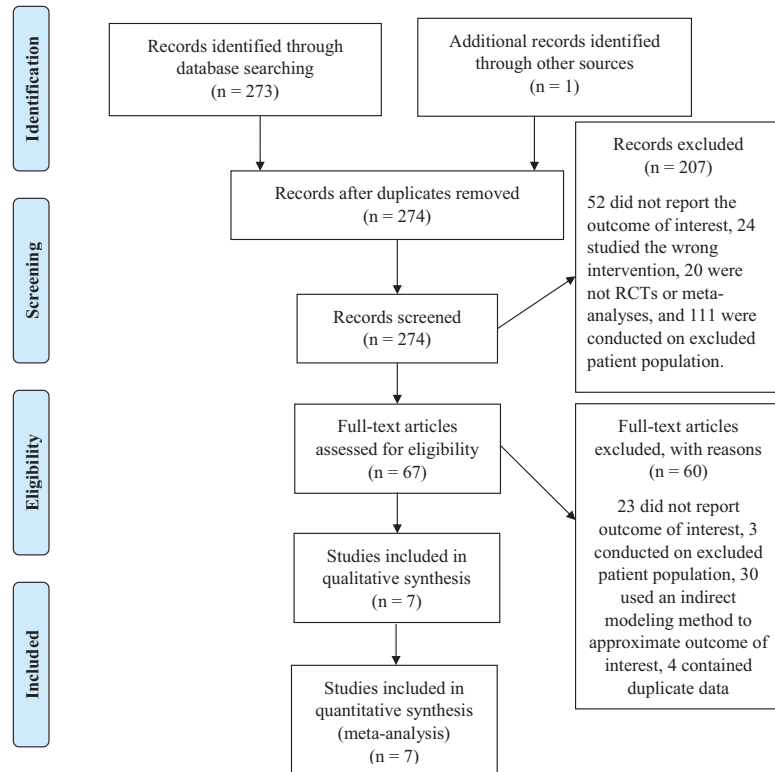 Identification
Records identified through
database searching
(n = 273)
Additional records identified
through other sources
(n = 1)
Records after duplicates removed
(n = 274)
Records excluded
(n = 207)
52 did not report the
outcome of interest, 24
studied the wrong
intervention, 20 were
not RCTs or meta-
analyses, and 111 were
conducted on excluded
patient population.
Screening
Records screened
(n = 274)
Eligibility
Full-text articles
assessed for eligibility
(n = 67)
Full-text articles
excluded, with reasons
(n = 60)
23 did not report
outcome of interest, 3
conducted on excluded
patient population, 30
used an indirect
modeling method to
approximate outcome of
interest, 4 contained
duplicate data
Studies included in
qualitative synthesis
(n = 7)
Included
Studies included in
quantitative synthesis
(meta-analysis)
(n = 7)